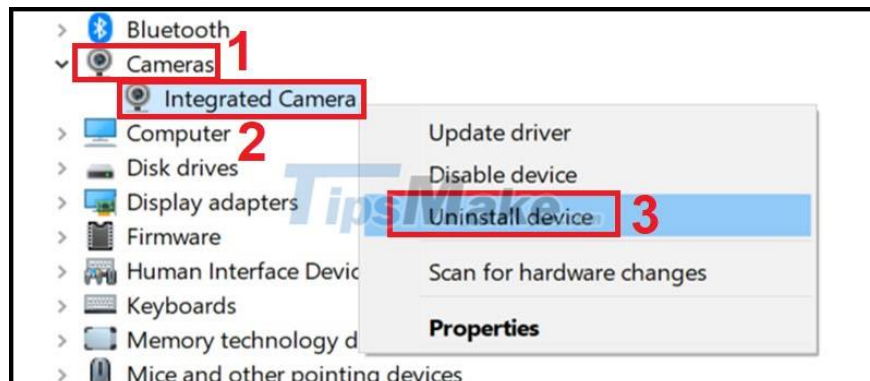 Bluetooth
1
Cameras
Integrated Camera
2
Computer
Disk drives
Display adapters
Firmware
Human Interface Devic
Keyboards
Memory technology d
Mice and other pointing devices
Update driver
Disable device
Uninstall device
3
Scan for hardware changes
Properties
TipsMake